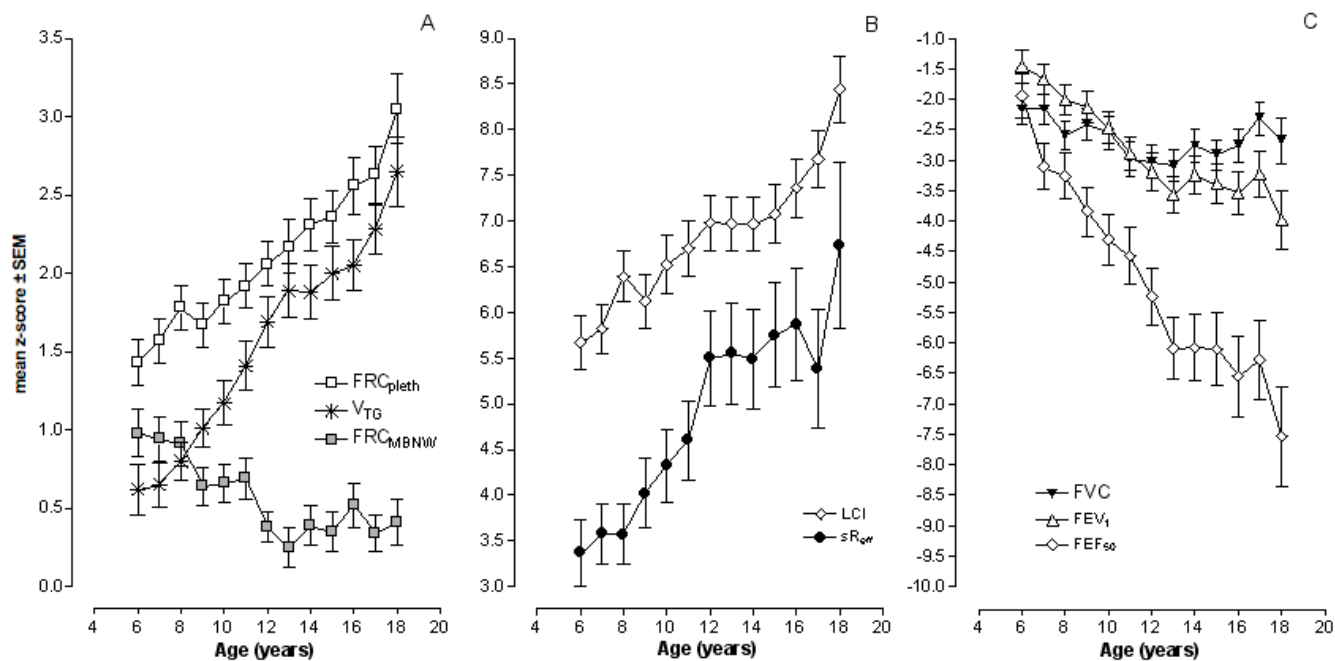 A
B
C
mean z-score ± SEM
3.5
3.0
2.5
2.0
1.5
1.0
0.5
0.0
FRCpleth
VTG
FRCMBNW
4 6 8 10 12 14 16 18 20
Age (years)
9.0
8.5
8.0
7.5
7.0
6.5
6.0
5.5
5.0
4.5
4.0
3.5
3.0
LCI
sReff
4 6 8 10 12 14 16 18 20
Age (years)
-1.0
-1.5
-2.0
-2.5
-3.0
-3.5
-4.0
-4.5
-5.0
-5.5
-6.0
-6.5
-7.0
-7.5
-8.0
-8.5
-9.0
-9.5
-10.0
FVC
FEV1
FEF50
4 6 8 10 12 14 16 18 20
Age (years)